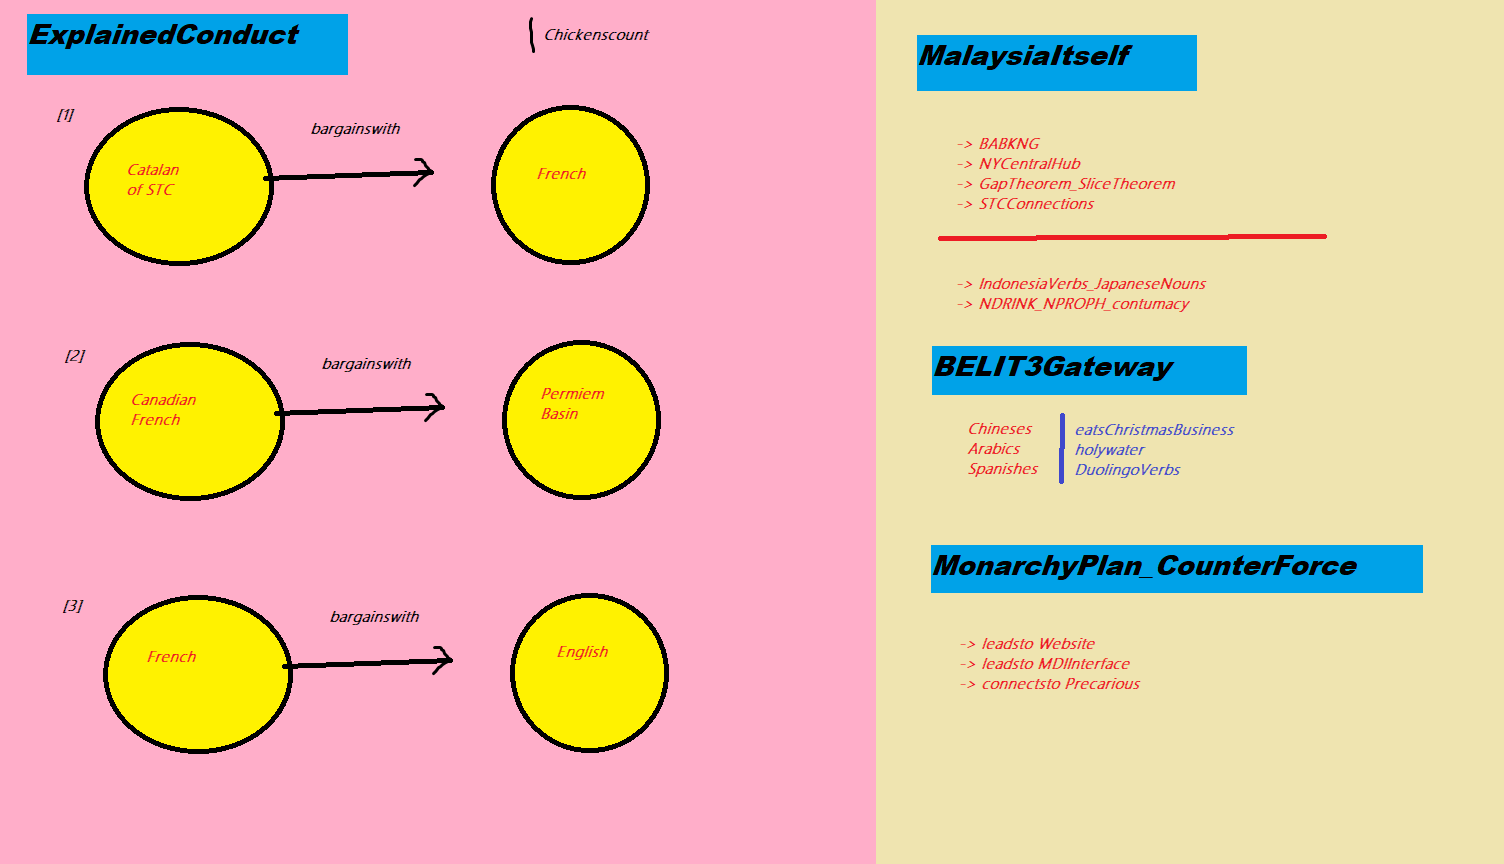 ExplainedConduct
Chickenscount
[1]
Catalan
of STC
bargainswith
French
[2]
Canadian
French
bargainswith
Permiem
Basin
[3]
French
bargainswith
English
MalaysiaItself
-> BABKNG
-> NYCentralHub
-> GapTheorem_SliceTheorem
-> STCConnections
-> IndonesiaVerbs_JapaneseNouns
-> NDRINK_NPROPH_contumacy
BELIT3Gateway
Chineses
Arabics
Spanishes
eatsChristmasBusiness
holywater
DuolingoVerbs
MonarchyPlan_CounterForce
-> leadsto Website
-> leadsto MDIInterface
-> connectsto Precarious